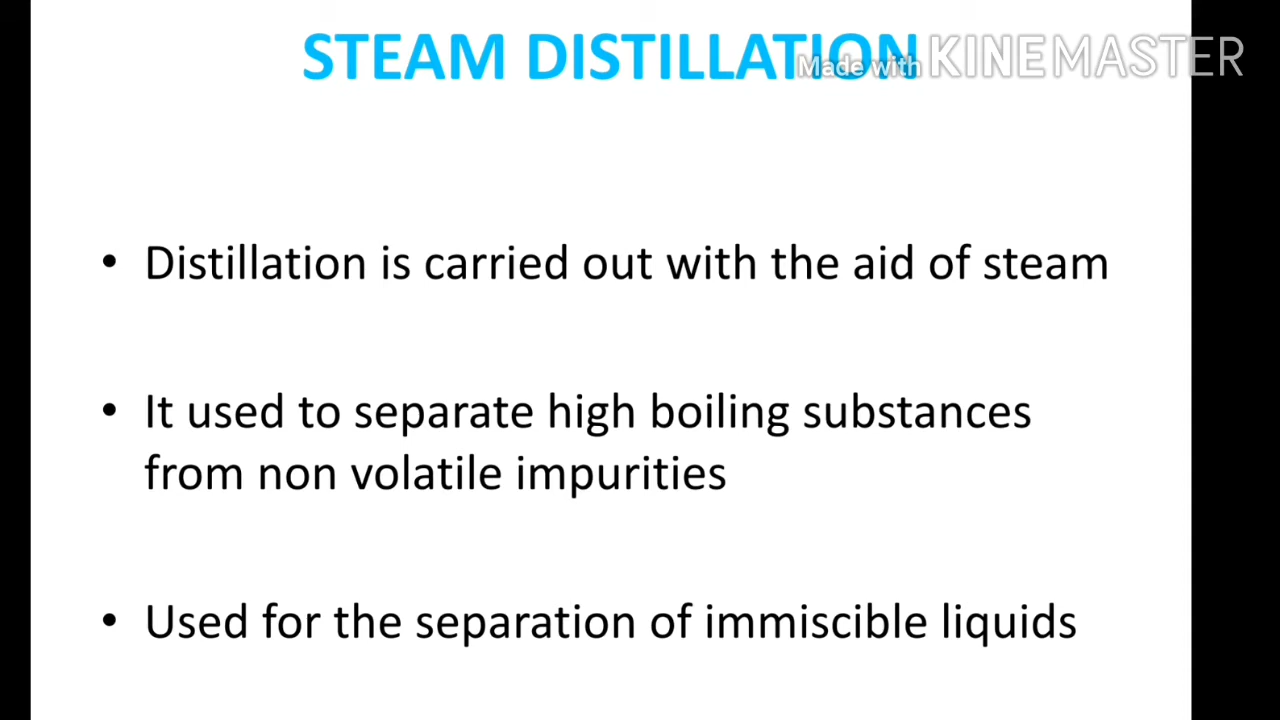 STEAM DISTILLATION
Made with KINEMASTER
• Distillation is carried out with the aid of steam
• It used to separate high boiling substances
from non volatile impurities
• Used for the separation of immiscible liquids